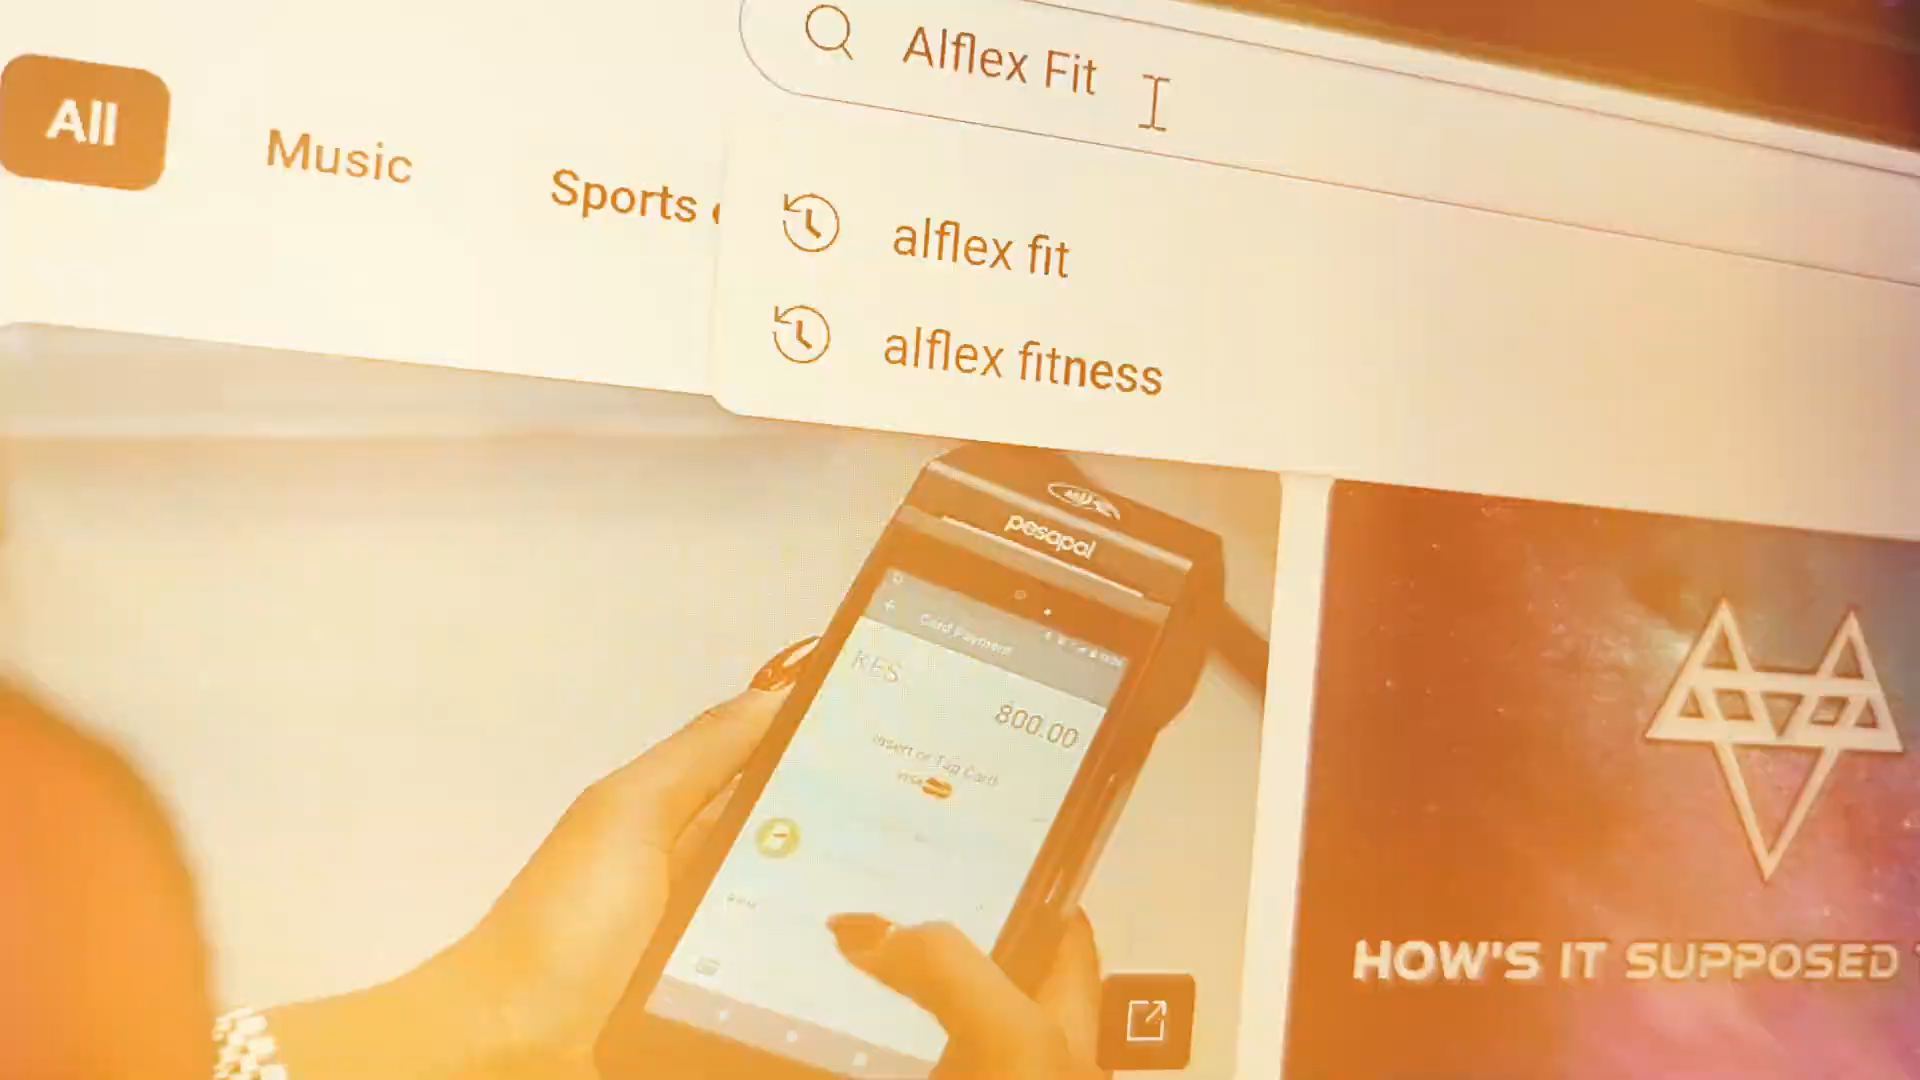 Alflex Fit
All
Music
Sports
alflex fit
alflex fitness
pesapal
Card Payment
KES
800.00
Insert or Tap Card
VISA
HOW'S IT SUPPOSED